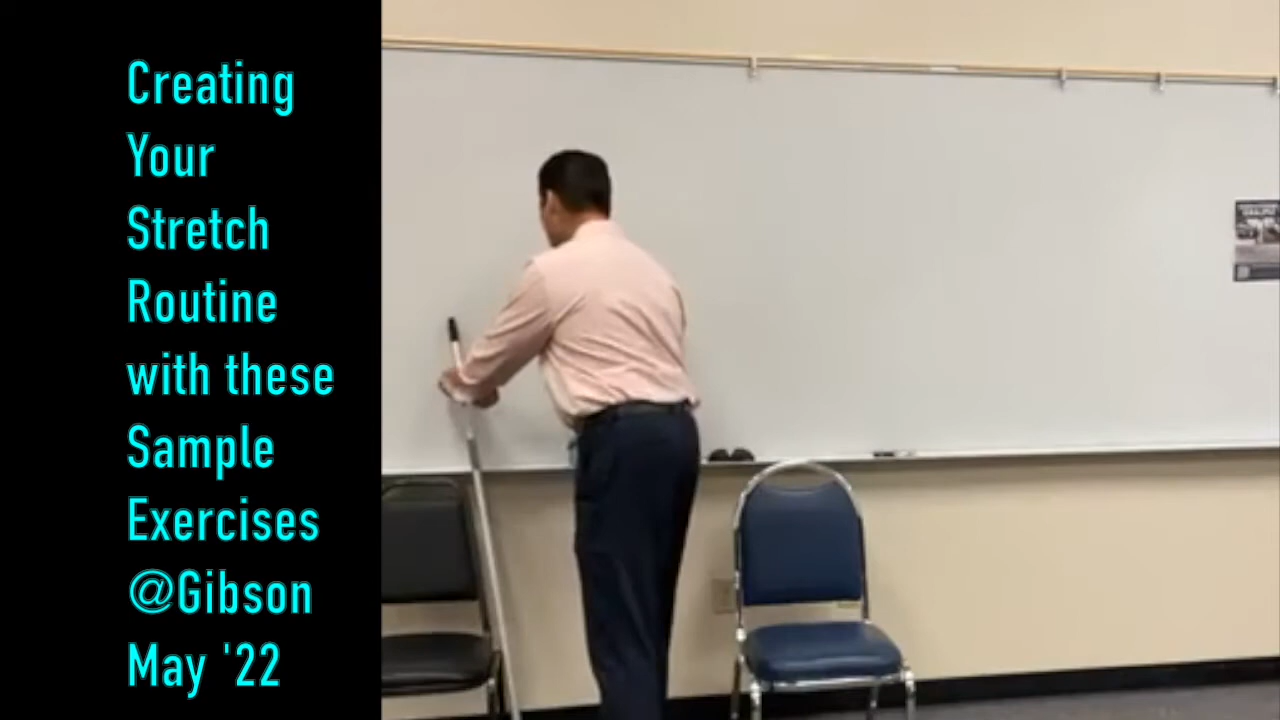 Creating
Your
Stretch
Routine
with these
Sample
Exercises
@Gibson
May '22